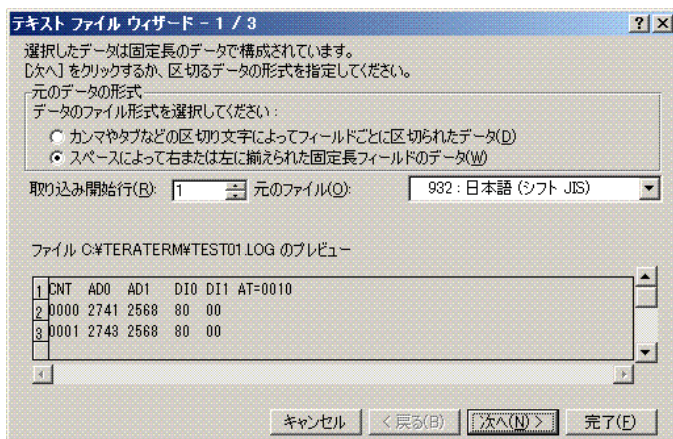 テキスト ファイル ウィザード - 1 / 3
選択したデータは固定長のデータで構成されています。
[次へ] をクリックするか、区切るデータの形式を指定してください。
元のデータの形式
データのファイル形式を選択してください:
カンマやタブなどの区切り文字によってフィールドごとに区切られたデータ(D)
スペースによって右または左に揃えられた固定長フィールドのデータ(W)
取り込み開始行(R): 1 元のファイル(O): 932 : 日本語 (シフト JIS)
ファイル C:¥TERATERM¥TEST01.LOG のプレビュー
1 CNT AD0 AD1 DI0 DI1 AT=0010
2 0000 2741 2568 80 00
3 0001 2743 2568 80 00
キャンセル < 戻る(B) 次へ(N) > 完了(F)